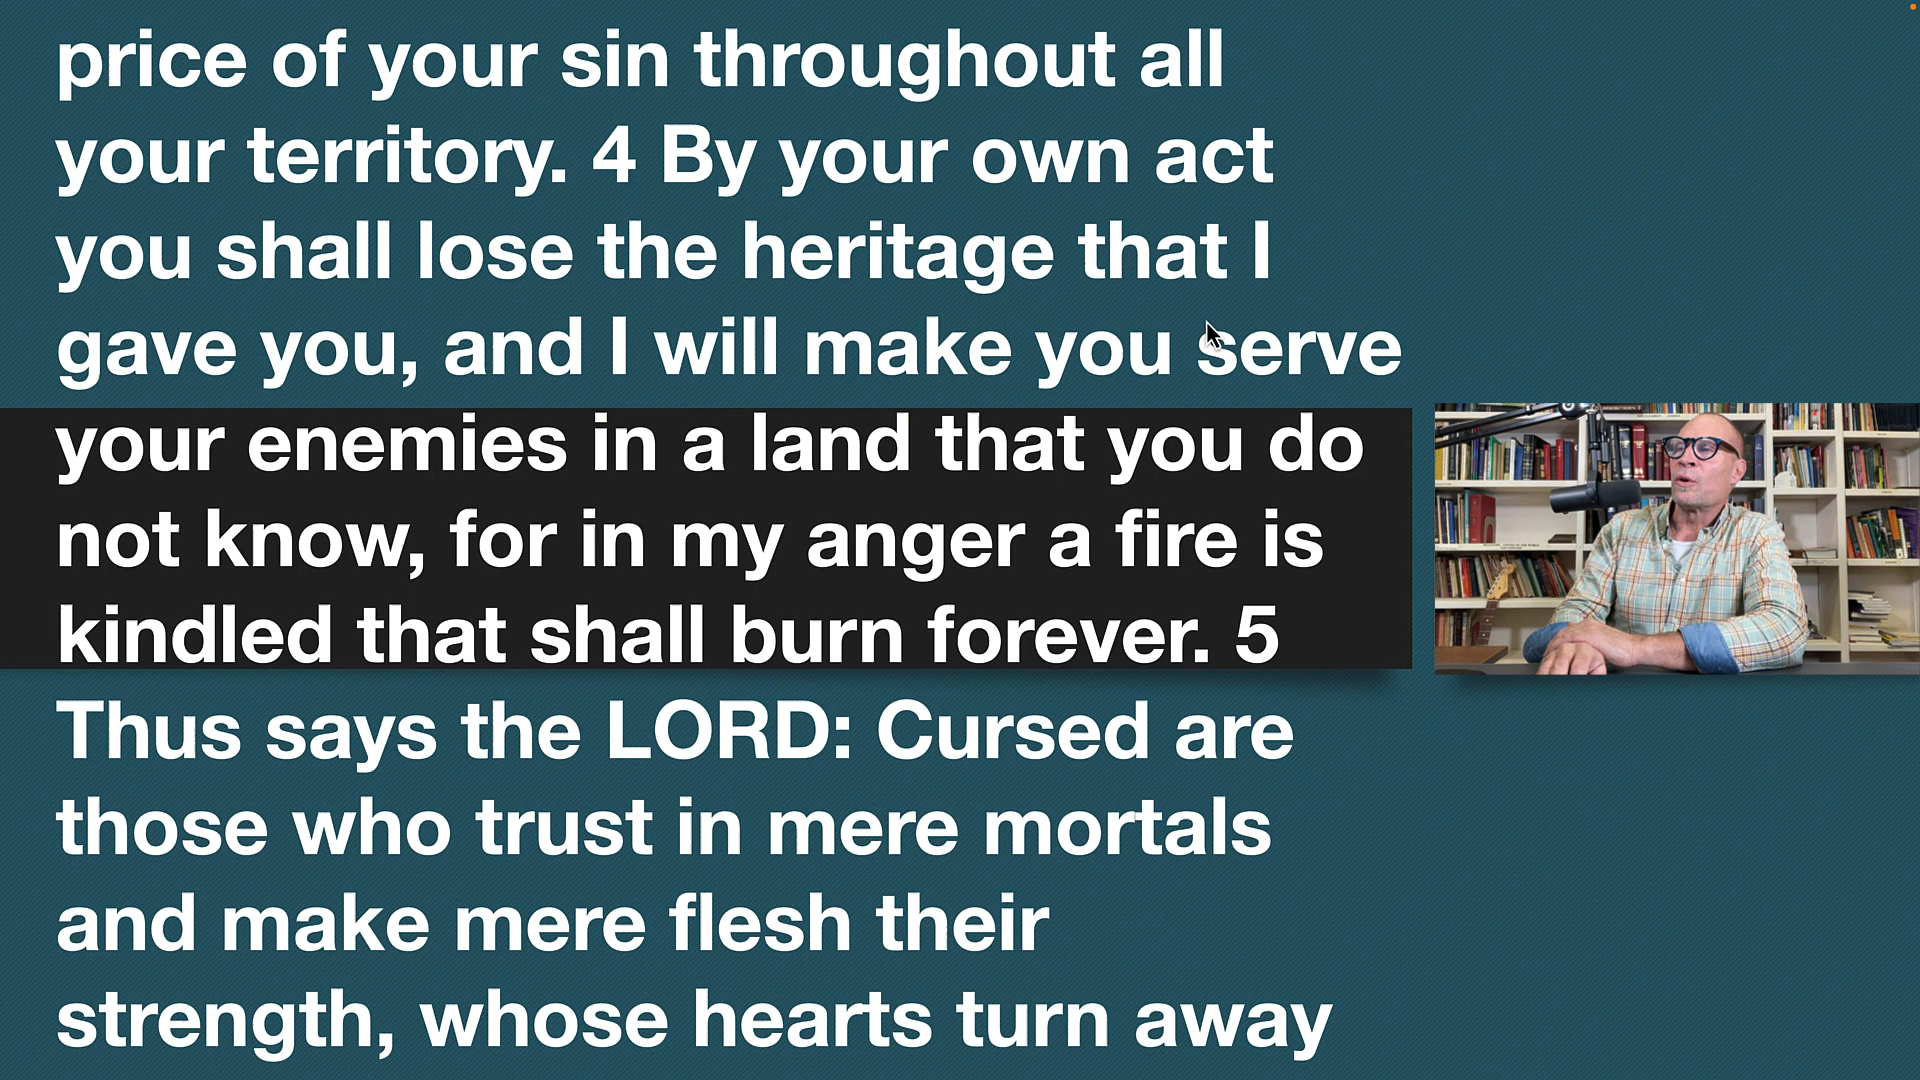 price of your sin throughout all
your territory. 4 By your own act
you shall lose the heritage that I
gave you, and I will make you serve
your enemies in a land that you do
not know, for in my anger a fire is
kindled that shall burn forever. 5
Thus says the LORD: Cursed are
those who trust in mere mortals
and make mere flesh their
strength, whose hearts turn away